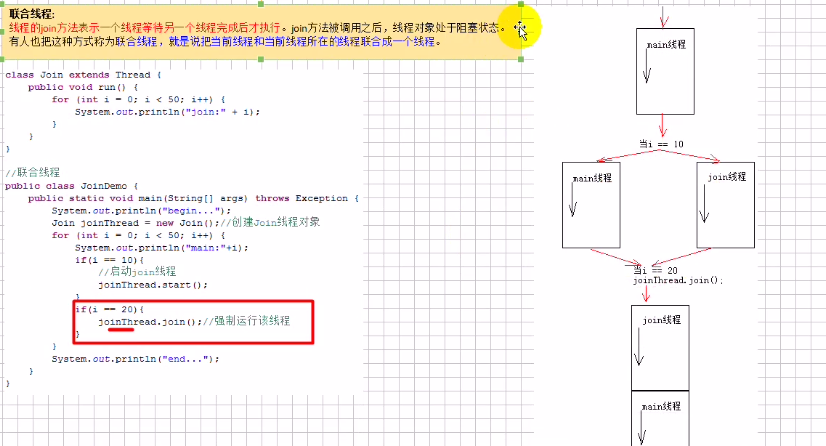 联合线程:
线程的join方法表示一个线程等待另一个线程完成后才执行。join方法被调用之后，线程对象处于阻塞状态。
有人也把这种方式称为联合线程，就是说把当前线程和当前线程所在的线程联合成一个线程。
class Join extends Thread {
public void run() {
for (int i = 0; i < 50; i++) {
System.out.println("join:" + i);
}
}
}
//联合线程
public class JoinDemo {
public static void main(String[] args) throws Exception {
System.out.println("begin...");
Join joinThread = new Join();//创建Join线程对象
for (int i = 0; i < 50; i++) {
System.out.println("main:"+i);
if(i == 10){
//启动join线程
joinThread.start();
}
if(i == 20){
joinThread.join();//强制运行该线程
}
}
System.out.println("end...");
}
}
main线程
当i == 10
main线程
join线程
当i == 20
joinThread.join();
join线程
main线程